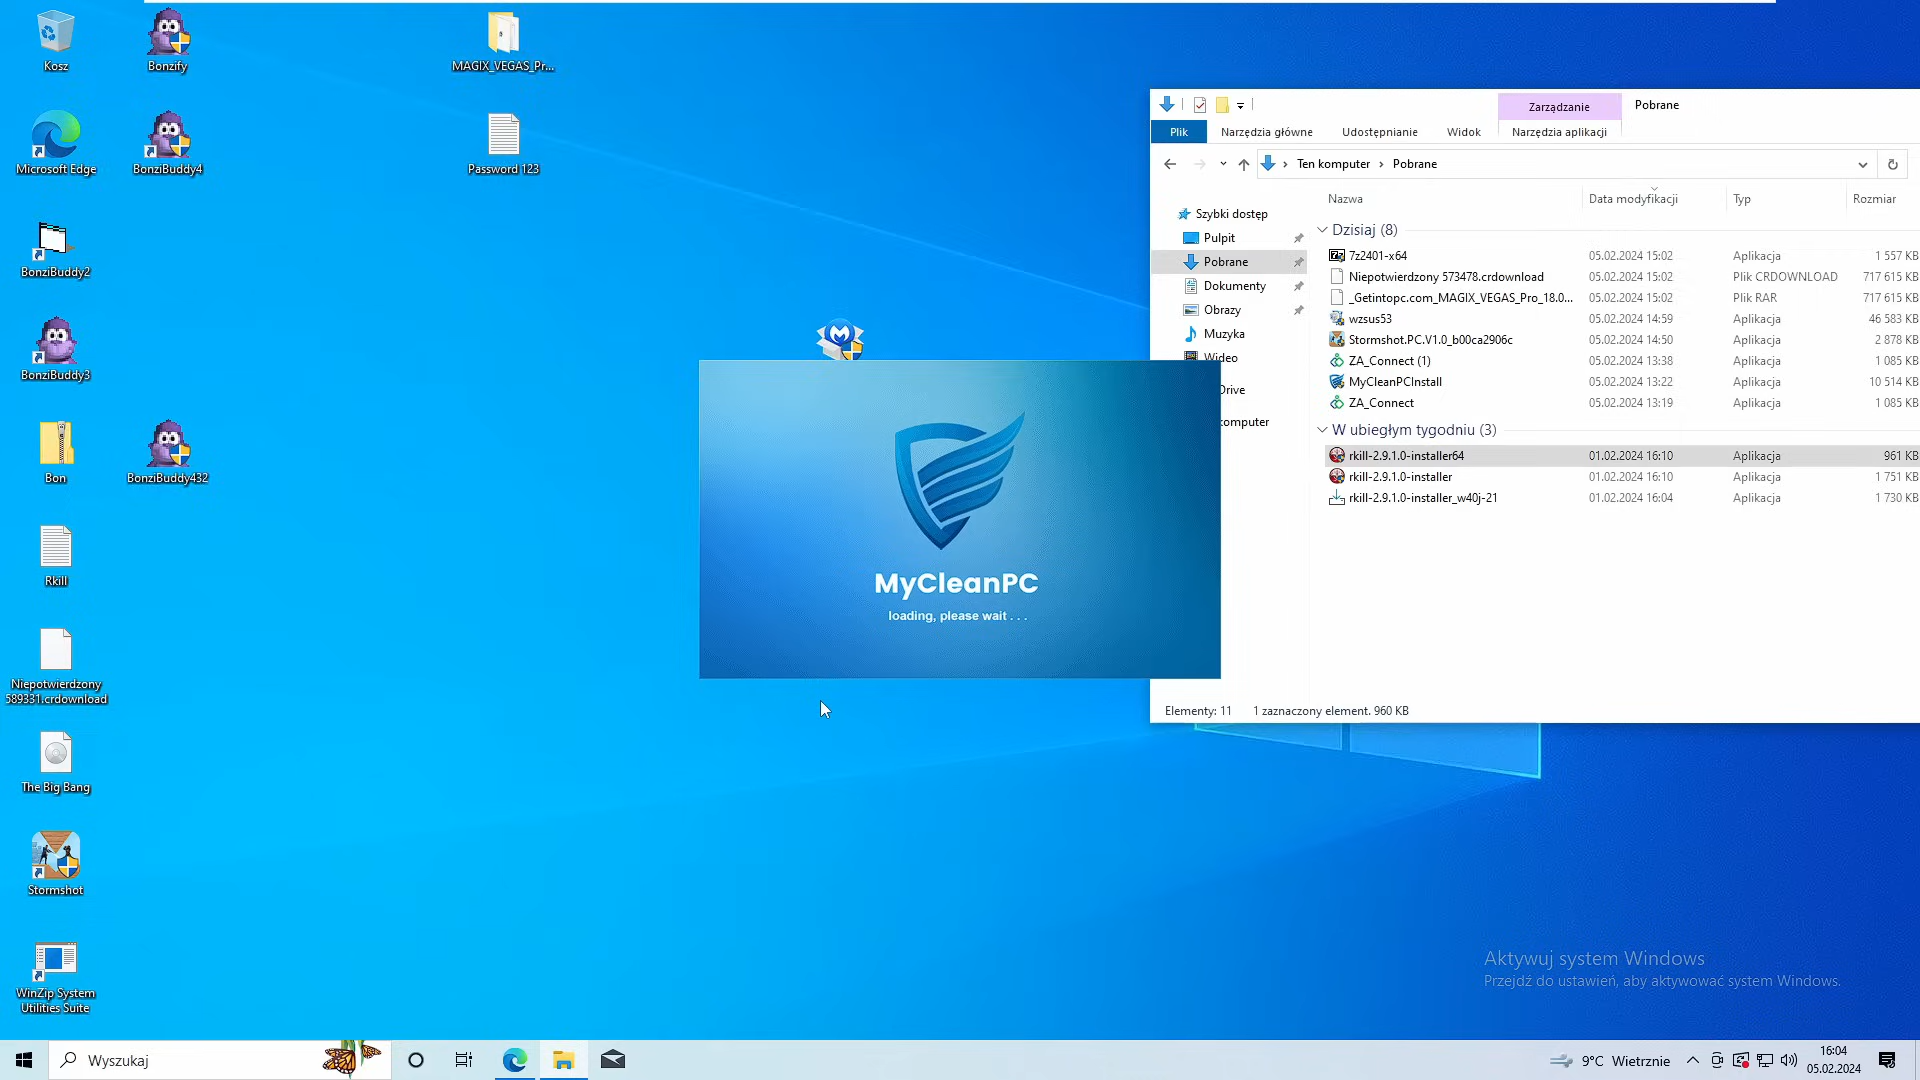 Kosz
Bonzify
MAGIX_VEGAS_Pr...
Microsoft Edge
BonziBuddy4
Password 123
BonziBuddy2
BonziBuddy3
Bon
BonziBuddy432
Rkill
Niepotwierdzony
589331.crdownload
The Big Bang
Stormshot
WinZip System
Utilities Suite
Zarządzanie
Pobrane
Plik
Narzędzia główne
Udostępnianie
Widok
Narzędzia aplikacji
Ten komputer
Pobrane
Nazwa
Data modyfikacji
Typ
Rozmiar
Szybki dostęp
Pulpit
Pobrane
Dokumenty
Obrazy
Muzyka
Wideo
Drive
komputer
Dzisiaj (8)
7z2401-x64 05.02.2024 15:02 Aplikacja 1 557 KB
Niepotwierdzony 573478.crdownload 05.02.2024 15:02 Plik CRDOWNLOAD 717 615 KB
_Getintopc.com_MAGIX_VEGAS_Pro_18.0... 05.02.2024 15:02 Plik RAR 717 615 KB
wzsus53 05.02.2024 14:59 Aplikacja 46 583 KB
Stormshot.PC.V1.0_b00ca2906c 05.02.2024 14:50 Aplikacja 2 878 KB
ZA_Connect (1) 05.02.2024 13:38 Aplikacja 1 085 KB
MyCleanPCInstall 05.02.2024 13:22 Aplikacja 10 514 KB
ZA_Connect 05.02.2024 13:19 Aplikacja 1 085 KB
W ubiegłym tygodniu (3)
rkill-2.9.1.0-installer64 01.02.2024 16:10 Aplikacja 961 KB
rkill-2.9.1.0-installer 01.02.2024 16:10 Aplikacja 1 751 KB
rkill-2.9.1.0-installer_w40j-21 01.02.2024 16:04 Aplikacja 1 730 KB
Elementy: 11
1 zaznaczony element. 960 KB
MyCleanPC
loading, please wait . . .
Aktywuj system Windows
Przejdź do ustawień, aby aktywować system Windows.
Wyszukaj
9°C Wietrznie
16:04
05.02.2024